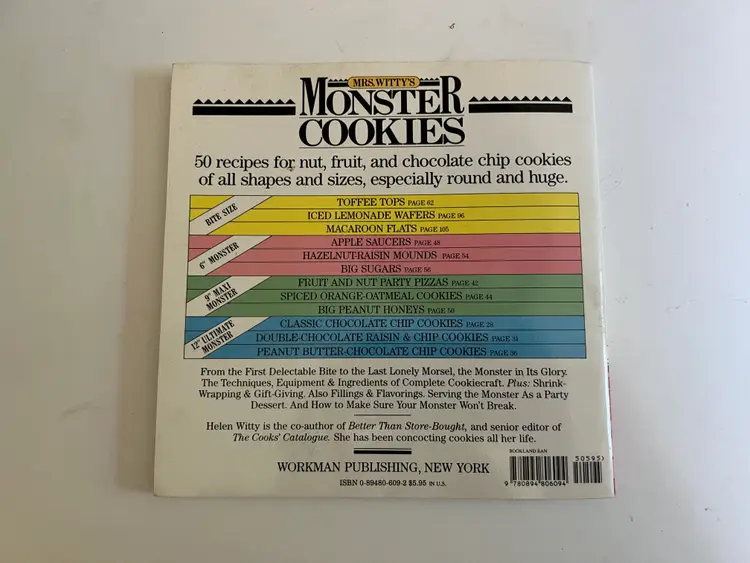 MRS. WITTY'S
MONSTER
COOKIES
50 recipes for nut, fruit, and chocolate chip cookies
of all shapes and sizes, especially round and huge.
BITE SIZE
TOFFEE TOPS PAGE 62
ICED LEMONADE WAFERS PAGE 96
MACAROON FLATS PAGE 105
6" MONSTER
APPLE SAUCERS PAGE 48
HAZELNUT-RAISIN MOUNDS PAGE 54
BIG SUGARS PAGE 56
9" MAXI
MONSTER
FRUIT AND NUT PARTY PIZZAS PAGE 42
SPICED ORANGE-OATMEAL COOKIES PAGE 44
BIG PEANUT HONEYS PAGE 50
12" ULTIMATE
MONSTER
CLASSIC CHOCOLATE CHIP COOKIES PAGE 28
DOUBLE-CHOCOLATE RAISIN & CHIP COOKIES PAGE 31
PEANUT BUTTER-CHOCOLATE CHIP COOKIES PAGE 36
From the First Delectable Bite to the Last Lonely Morsel, the Monster in Its Glory.
The Techniques, Equipment & Ingredients of Complete Cookiecraft. Plus: Shrink-
Wrapping & Gift-Giving. Also Fillings & Flavorings. Serving the Monster As a Party
Dessert. And How to Make Sure Your Monster Won't Break.
Helen Witty is the co-author of Better Than Store-Bought, and senior editor of
The Cooks' Catalogue. She has been concocting cookies all her life.
WORKMAN PUBLISHING, NEW YORK
ISBN 0-89480-609-2 $5.95 IN U.S.
BOOKLAND EAN
50595
9 780894 806094